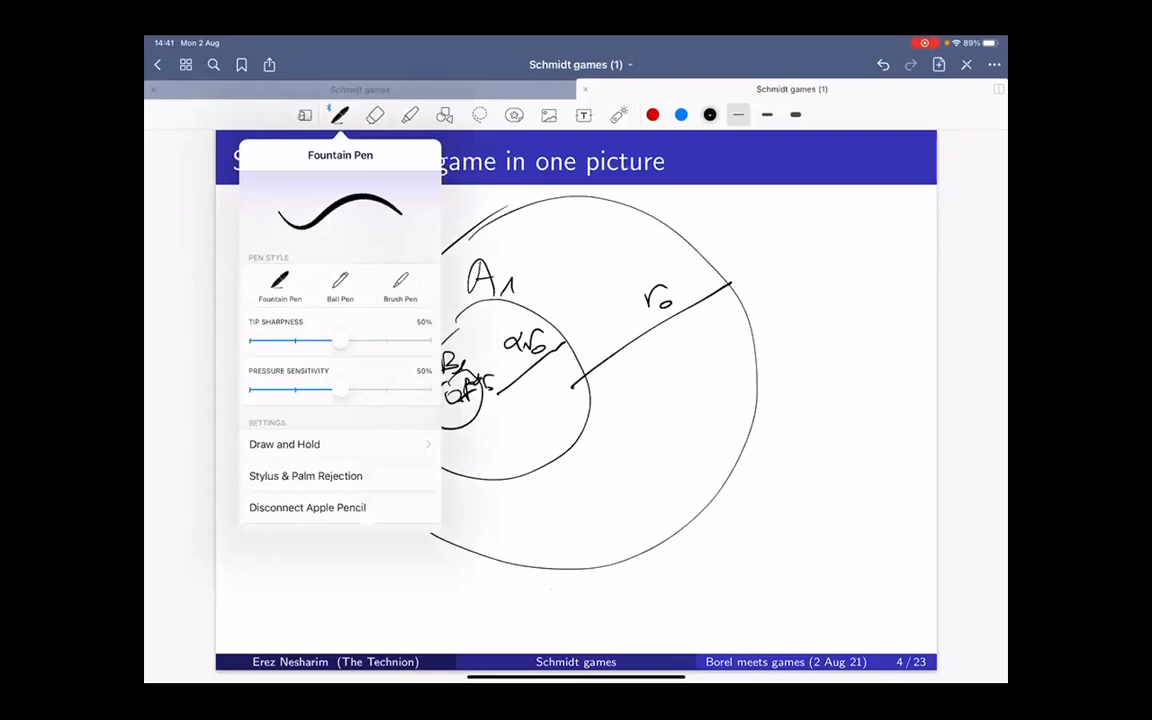 14:41 Mon 2 Aug
89%
Schmidt games (1)
Schmidt games
Schmidt games (1)
Fountain Pen
game in one picture
PEN STYLE
Fountain Pen
Ball Pen
Brush Pen
TIP SHARPNESS
50%
PRESSURE SENSITIVITY
50%
SETTINGS
Draw and Hold
Stylus & Palm Rejection
Disconnect Apple Pencil
A₁
r₀
αr₀
B₁
Erez Nesharim (The Technion)
Schmidt games
Borel meets games (2 Aug 21)
4 / 23